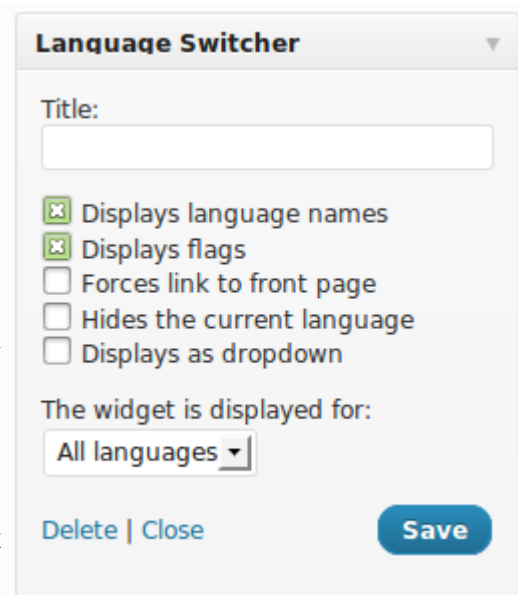 Language Switcher
Title:
Displays language names
Displays flags
Forces link to front page
Hides the current language
Displays as dropdown
The widget is displayed for:
All languages
Delete | Close
Save